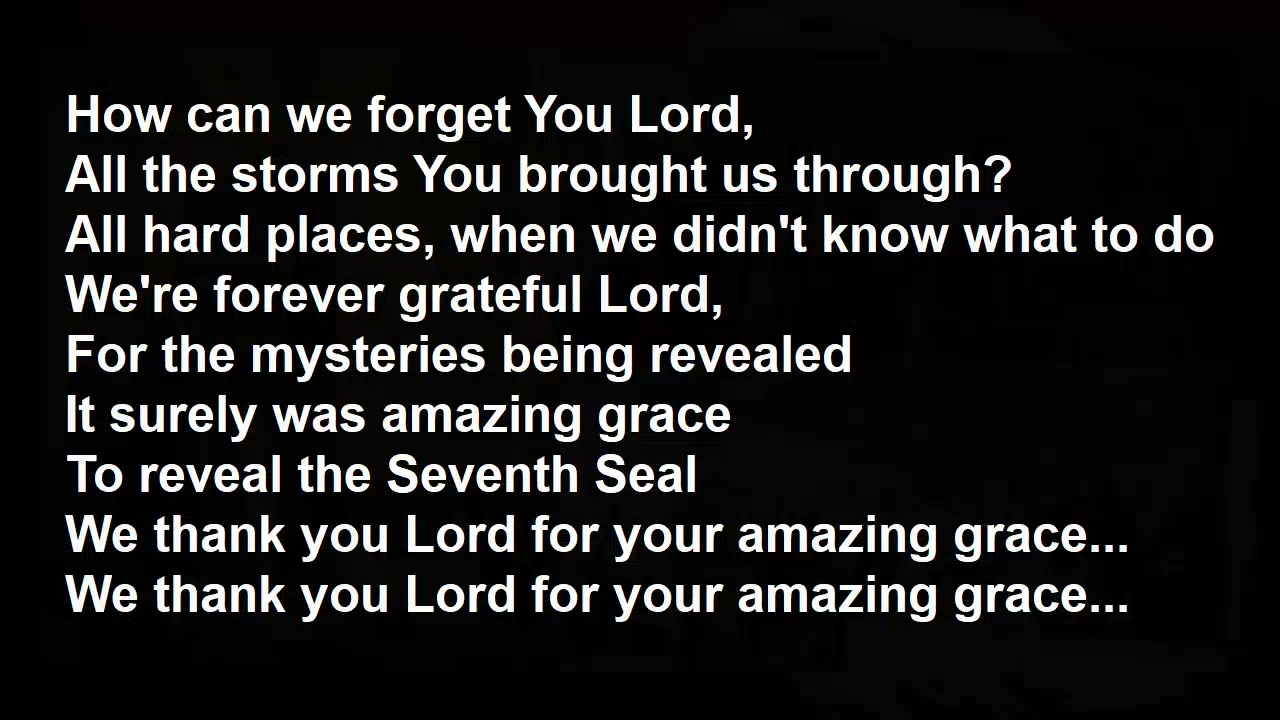 How can we forget You Lord,
All the storms You brought us through?
All hard places, when we didn't know what to do
We're forever grateful Lord,
For the mysteries being revealed
It surely was amazing grace
To reveal the Seventh Seal
We thank you Lord for your amazing grace...
We thank you Lord for your amazing grace...